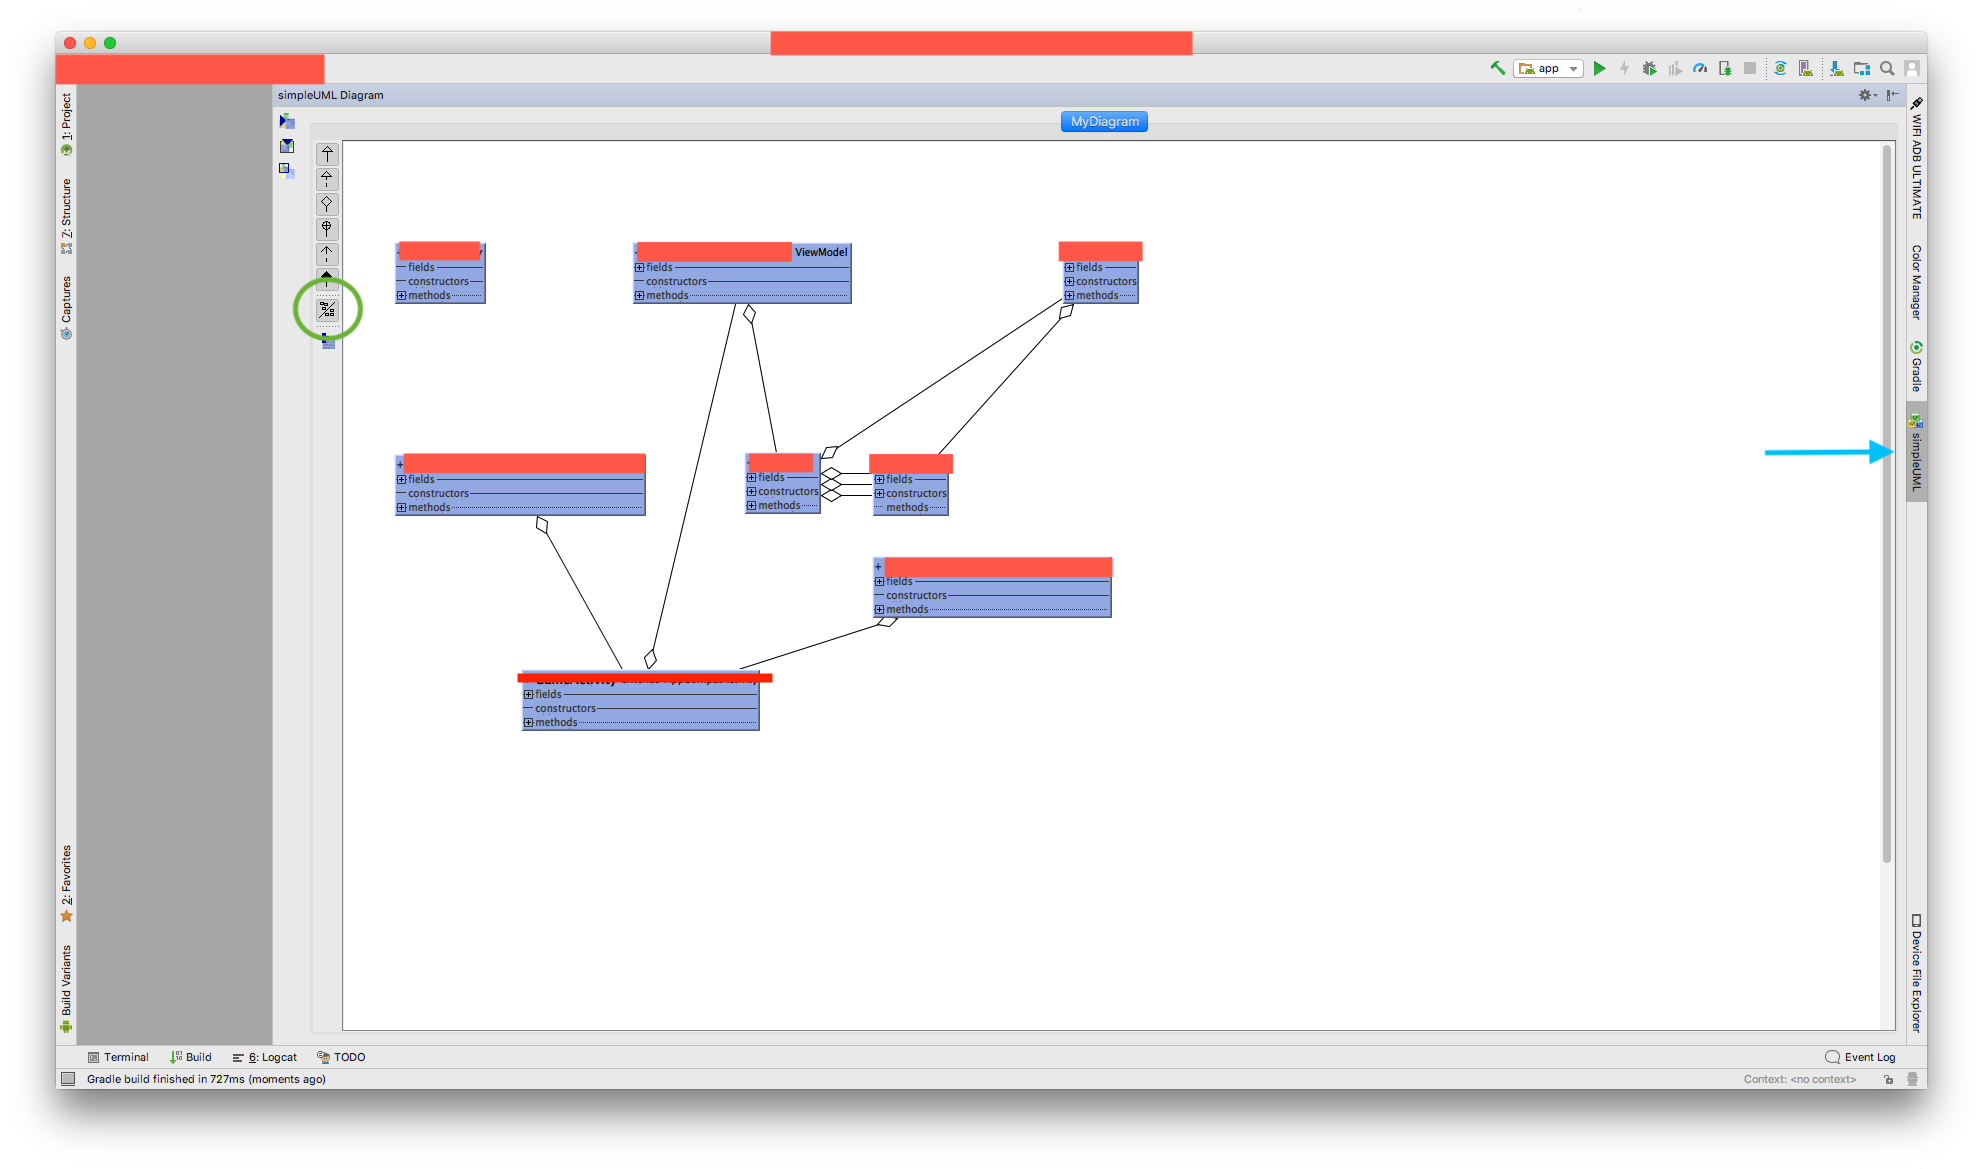 app
simpleUML Diagram
MyDiagram
1: Project
7: Structure
Captures
2: Favorites
Build Variants
fields
constructors
methods
ViewModel
fields
constructors
methods
fields
constructors
methods
fields
constructors
methods
fields
constructors
methods
fields
constructors
methods
fields
constructors
methods
fields
constructors
methods
WIFI ADB ULTIMATE
Color Manager
Gradle
simpleUML
Device File Explorer
Terminal
Build
6: Logcat
TODO
Event Log
Gradle build finished in 727ms (moments ago)
Context: <no context>